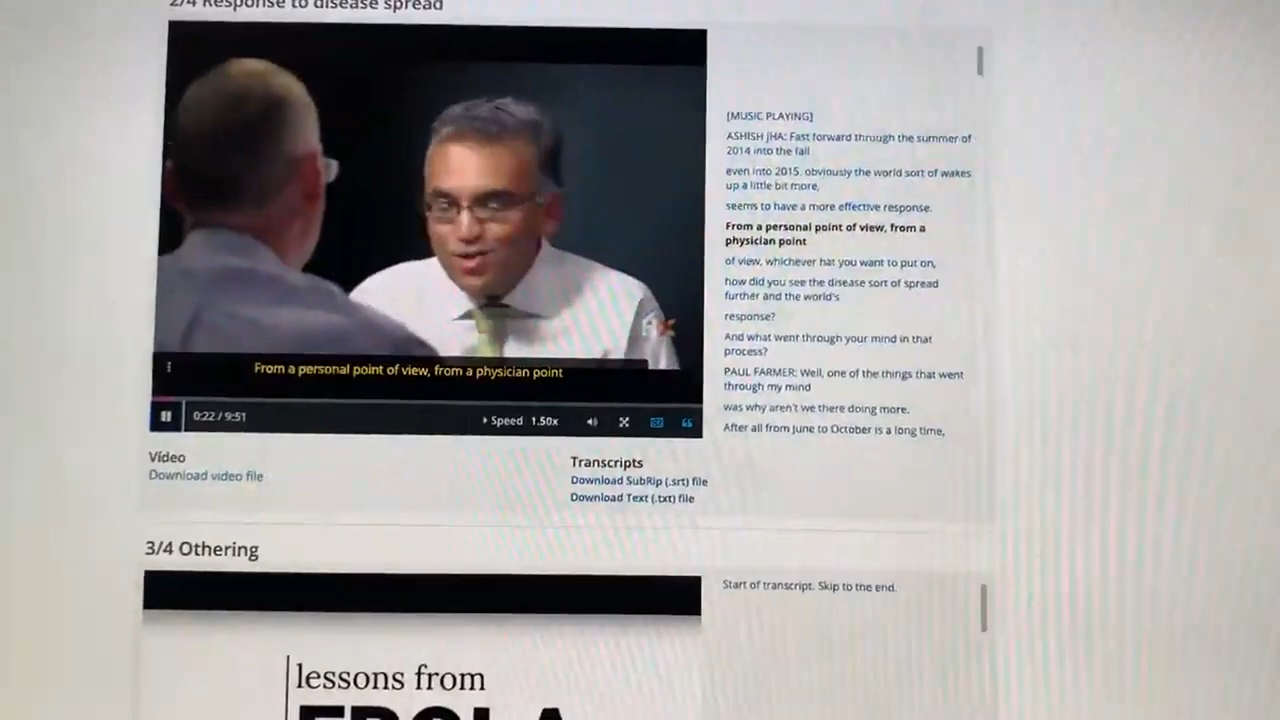 2/4 Response to disease spread
[MUSIC PLAYING]
ASHISH JHA: Fast forward through the summer of
2014 into the fall
even into 2015, obviously the world sort of wakes
up a little bit more,
seems to have a more effective response.
From a personal point of view, from a
physician point
of view, whichever hat you want to put on,
how did you see the disease sort of spread
further and the world's
response?
And what went through your mind in that
process?
PAUL FARMER: Well, one of the things that went
through my mind
was why aren't we there doing more.
After all from June to October is a long time,
From a personal point of view, from a physician point
0:22 / 9:51
Speed 1.50x
Video
Download video file
Transcripts
Download SubRip (.srt) file
Download Text (.txt) file
3/4 Othering
Start of transcript. Skip to the end.
lessons from
EBOLA